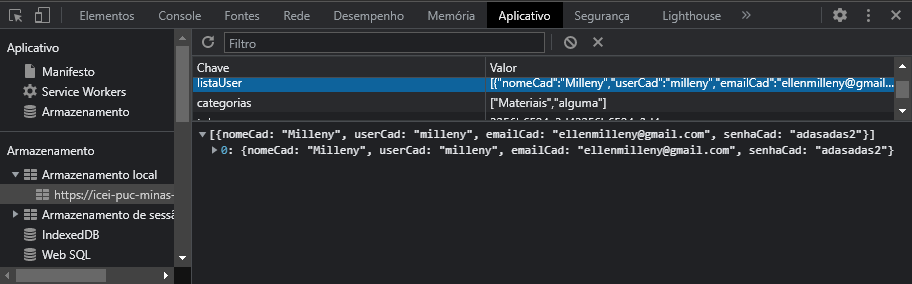 Elementos Console Fontes Rede Desempenho Memória Aplicativo Segurança Lighthouse »
Aplicativo
Manifesto
Service Workers
Armazenamento
Armazenamento
Armazenamento local
https://icei-puc-minas-
Armazenamento de sessã
IndexedDB
Web SQL
Filtro
Chave Valor
listaUser [{"nomeCad":"Milleny","userCad":"milleny","emailCad":"ellenmilleny@gmail...
categorias ["Materiais","alguma"]
[{nomeCad: "Milleny", userCad: "milleny", emailCad: "ellenmilleny@gmail.com", senhaCad: "adasadas2"}]
0: {nomeCad: "Milleny", userCad: "milleny", emailCad: "ellenmilleny@gmail.com", senhaCad: "adasadas2"}